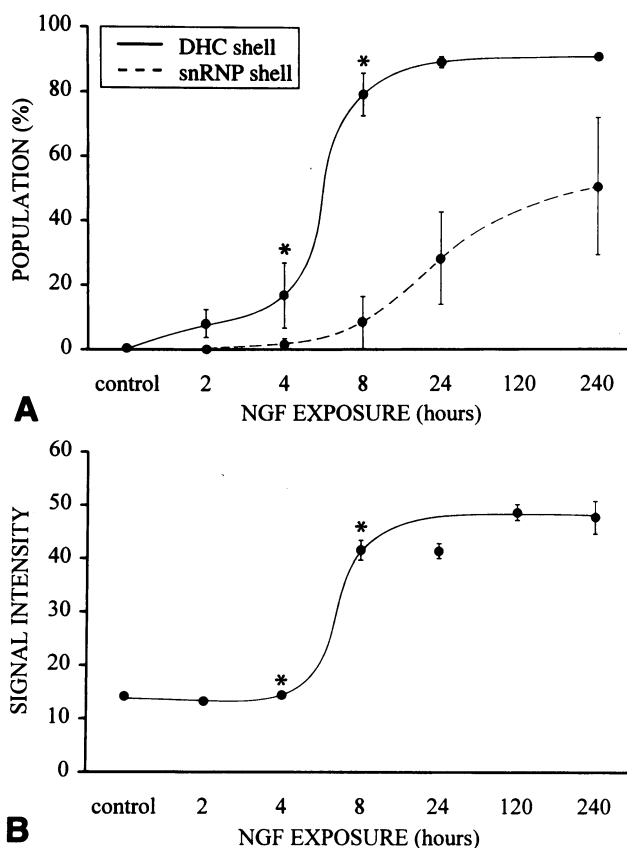 100
80
60
40
20
0
POPULATION (%)
DHC shell
snRNP shell
*
*
control 2 4 8 24 120 240
NGF EXPOSURE (hours)
A
60
50
40
30
20
10
0
SIGNAL INTENSITY
*
*
control 2 4 8 24 120 240
NGF EXPOSURE (hours)
B